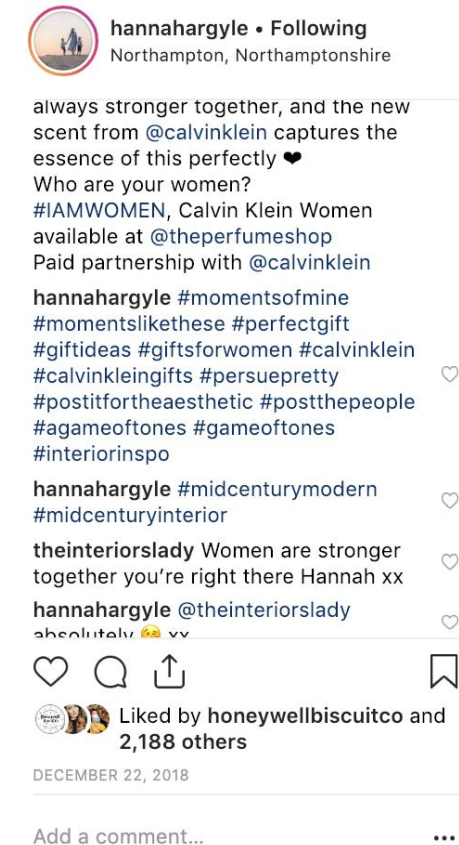 hannahargyle • Following
Northampton, Northamptonshire
always stronger together, and the new
scent from @calvinklein captures the
essence of this perfectly ❤
Who are your women?
#IAMWOMEN, Calvin Klein Women
available at @theperfumeshop
Paid partnership with @calvinklein
hannahargyle #momentsofmine
#momentslikethese #perfectgift
#giftideas #giftsforwomen #calvinklein
#calvinkleingifts #persuepretty
#postitfortheaesthetic #postthepeople
#agameoftones #gameoftones
#interiorinspo
hannahargyle #midcenturymodern
#midcenturyinterior
theinteriorslady Women are stronger
together you’re right there Hannah xx
hannahargyle @theinteriorslady
absolutely 😘 xx
Liked by honeywellbiscuitco and
2,188 others
DECEMBER 22, 2018
Add a comment...